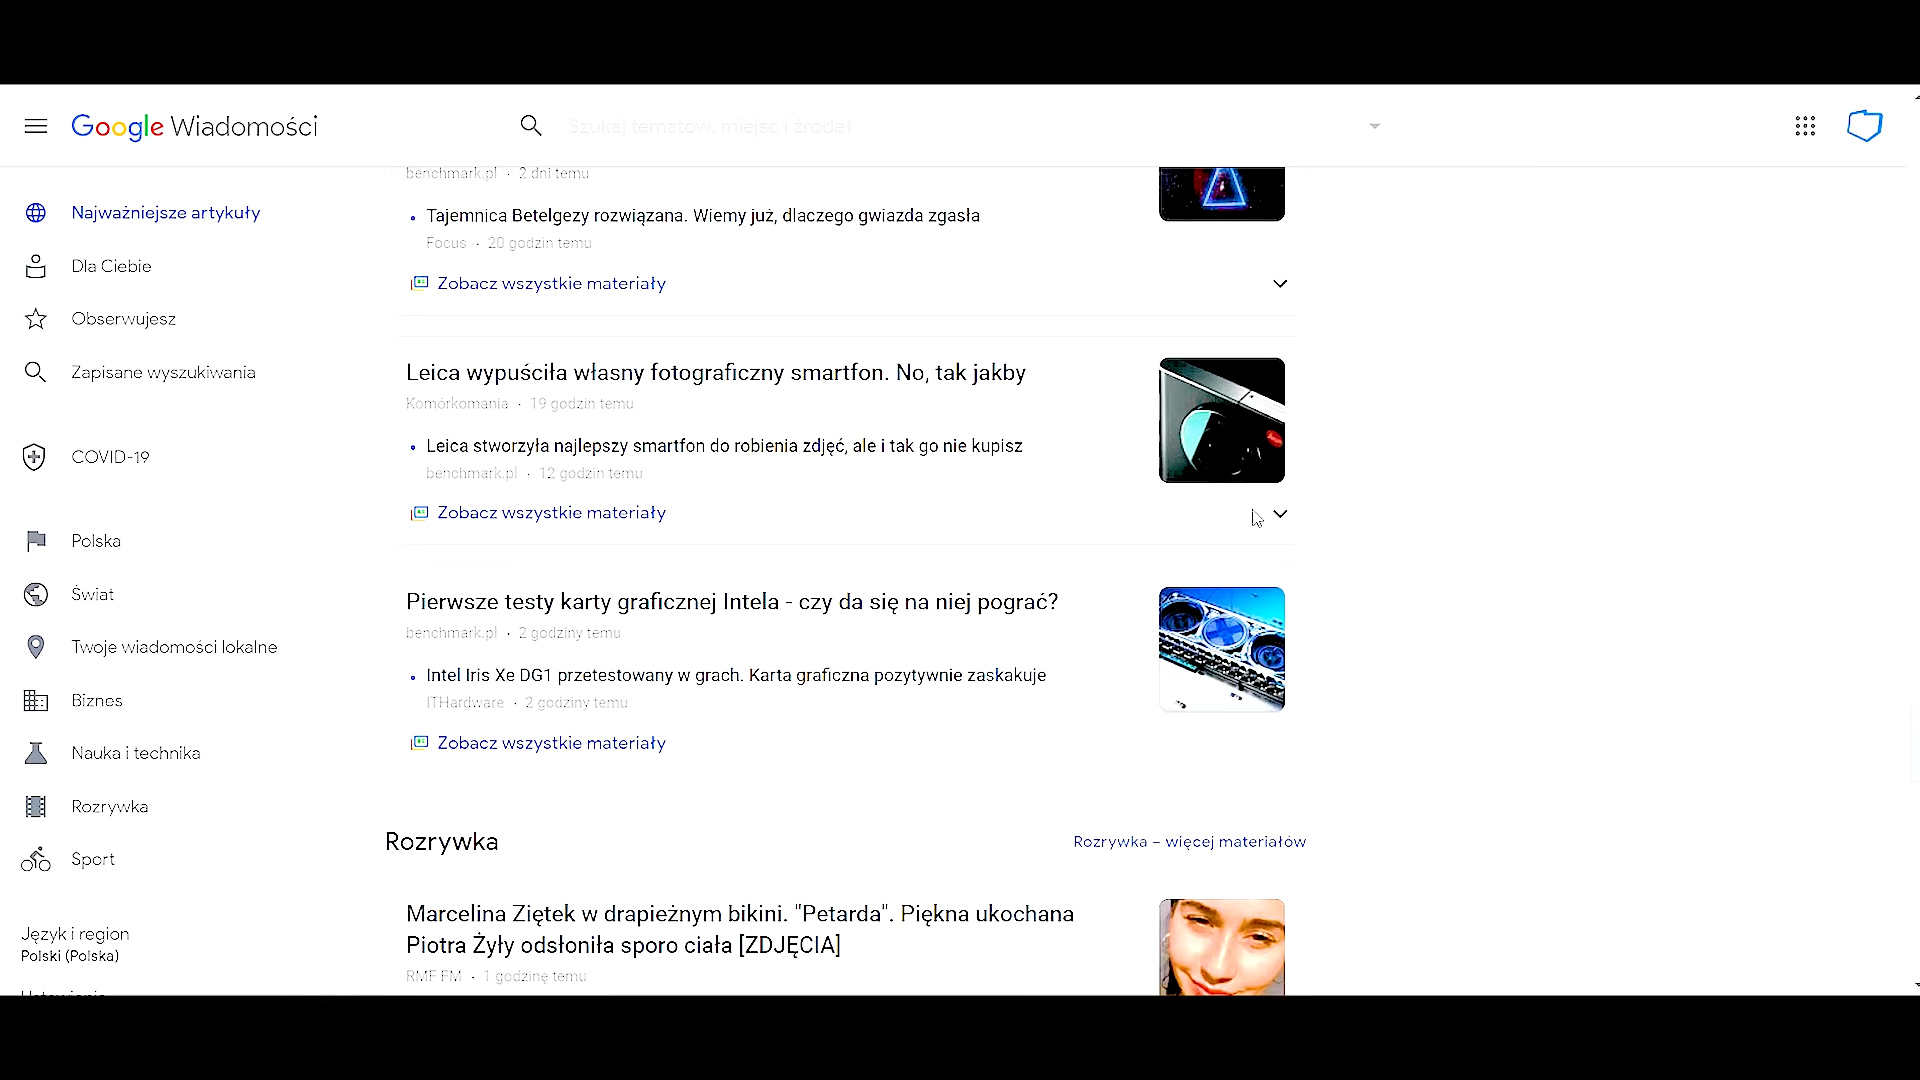 Google Wiadomości
Szukaj tematów, miejsc i źródeł
benchmark.pl · 2 dni temu
Najważniejsze artykuły
Tajemnica Betelgezy rozwiązana. Wiemy już, dlaczego gwiazda zgasła
Focus · 20 godzin temu
Dla Ciebie
Zobacz wszystkie materiały
Obserwujesz
Zapisane wyszukiwania
Leica wypuściła własny fotograficzny smartfon. No, tak jakby
Komórkomania · 19 godzin temu
Leica stworzyła najlepszy smartfon do robienia zdjęć, ale i tak go nie kupisz
benchmark.pl · 12 godzin temu
COVID-19
Zobacz wszystkie materiały
Polska
Świat
Pierwsze testy karty graficznej Intela - czy da się na niej pograć?
benchmark.pl · 2 godziny temu
Twoje wiadomości lokalne
Intel Iris Xe DG1 przetestowany w grach. Karta graficzna pozytywnie zaskakuje
ITHardware · 2 godziny temu
Biznes
Zobacz wszystkie materiały
Nauka i technika
Rozrywka
Sport
Rozrywka
Rozrywka – więcej materiałów
Marcelina Ziętek w drapieżnym bikini. "Petarda". Piękna ukochana
Piotra Żyły odsłoniła sporo ciała [ZDJĘCIA]
RMF FM · 1 godzinę temu
Język i region
Polski (Polska)